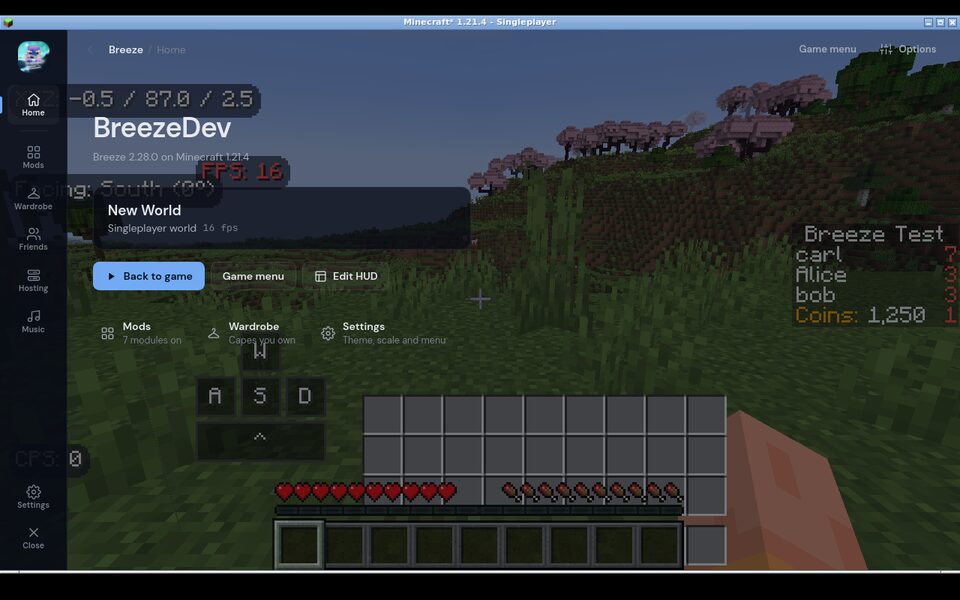 Minecraft* 1.21.4 - Singleplayer
Breeze / Home
Game menu
Options
-0.5 / 87.0 / 2.5
Home
BreezeDev
Breeze 2.28.0 on Minecraft 1.21.4
FPS: 16
Mods
Facing: South (0°)
Wardrobe
New World
Singleplayer world 16 fps
Friends
Breeze Test
carl 7
Alice 3
bob 3
Coins: 1,250 1
Back to game
Game menu
Edit HUD
Hosting
Music
Mods
7 modules on
Wardrobe
Capes you own
Settings
Theme, scale and menu
W
A S D
^
CPS: 0
Settings
Close